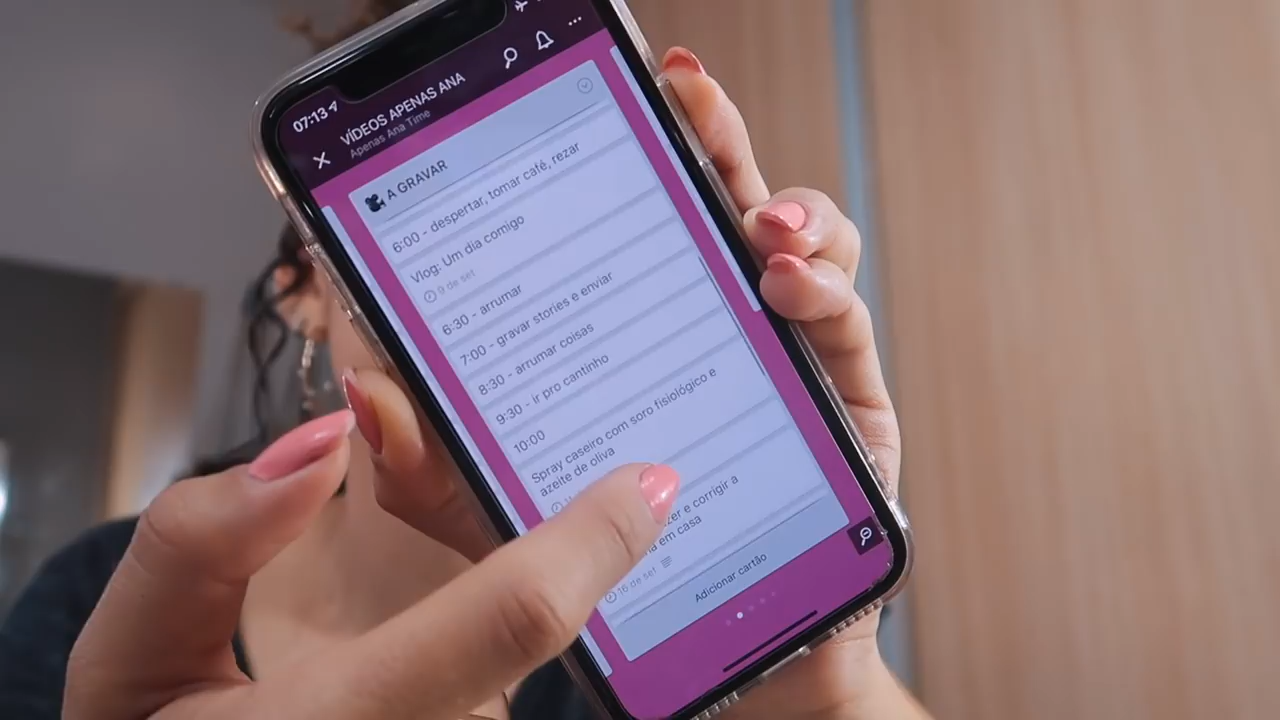 07:13
VÍDEOS APENAS ANA
Apenas Ana Time
A GRAVAR
6:00 - despertar, tomar café, rezar
Vlog: Um dia comigo
9 de set
6:30 - arrumar
7:00 - gravar stories e enviar
8:30 - arrumar coisas
9:30 - ir pro cantinho
10:00
Spray caseiro com soro fisiológico e
azeite de oliva
e corrigir a
em casa
16 de set
Adicionar cartão